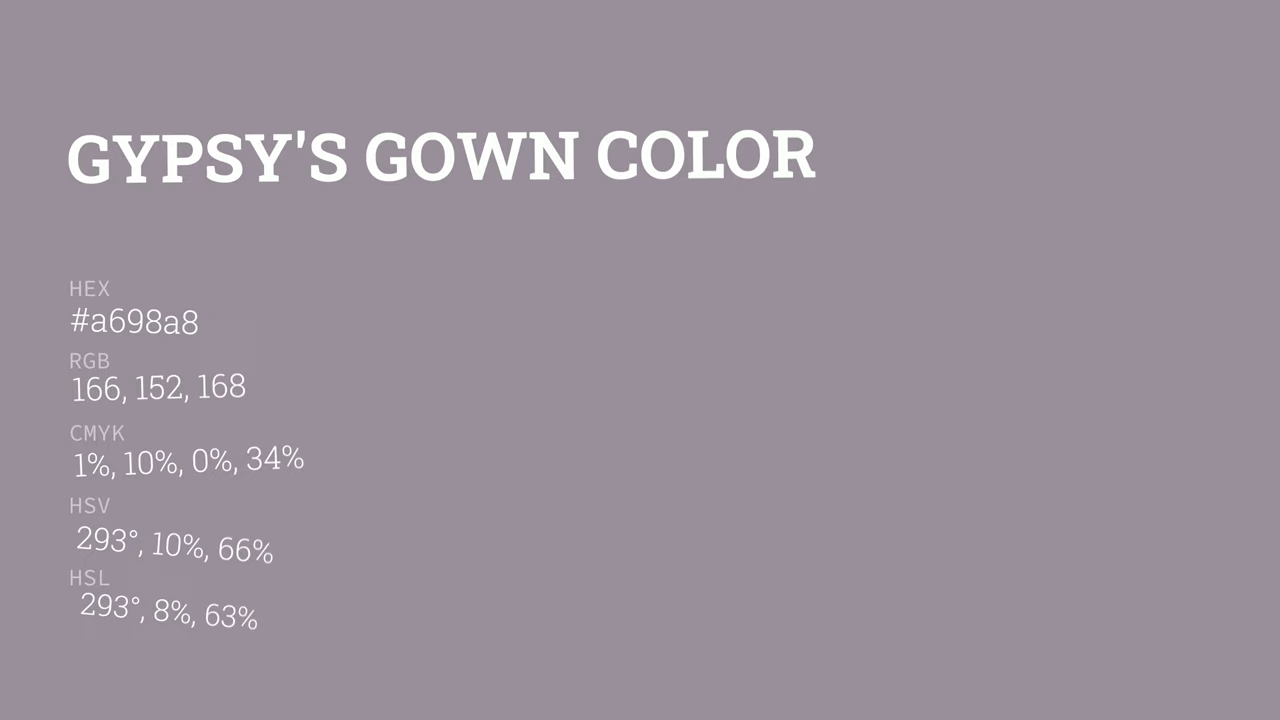 GYPSY'S GOWN COLOR
HEX
#a698a8
RGB
166, 152, 168
CMYK
1%, 10%, 0%, 34%
HSV
293°, 10%, 66%
HSL
293°, 8%, 63%